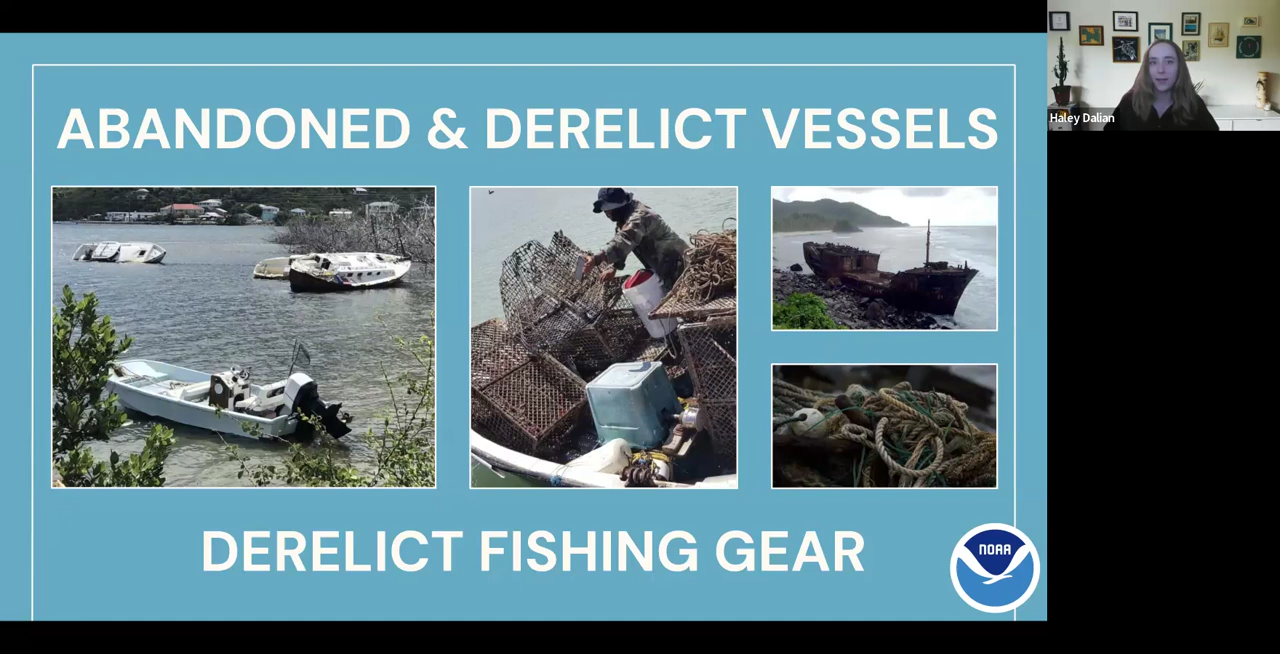 ABANDONED & DERELICT VESSELS
DERELICT FISHING GEAR
NOAA
Haley Dalian